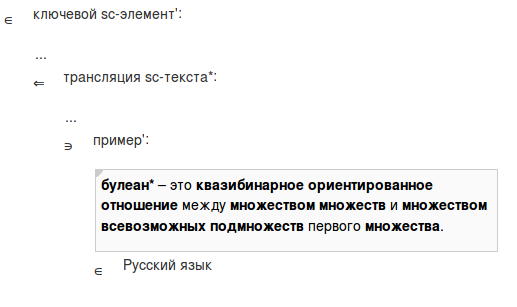 ∈ ключевой sc-элемент':
...
⇐ трансляция sc-текста*:
...
∋ пример':
булеан* – это квазибинарное ориентированное
отношение между множеством множеств и множеством
всевозможных подмножеств первого множества.
∈ Русский язык